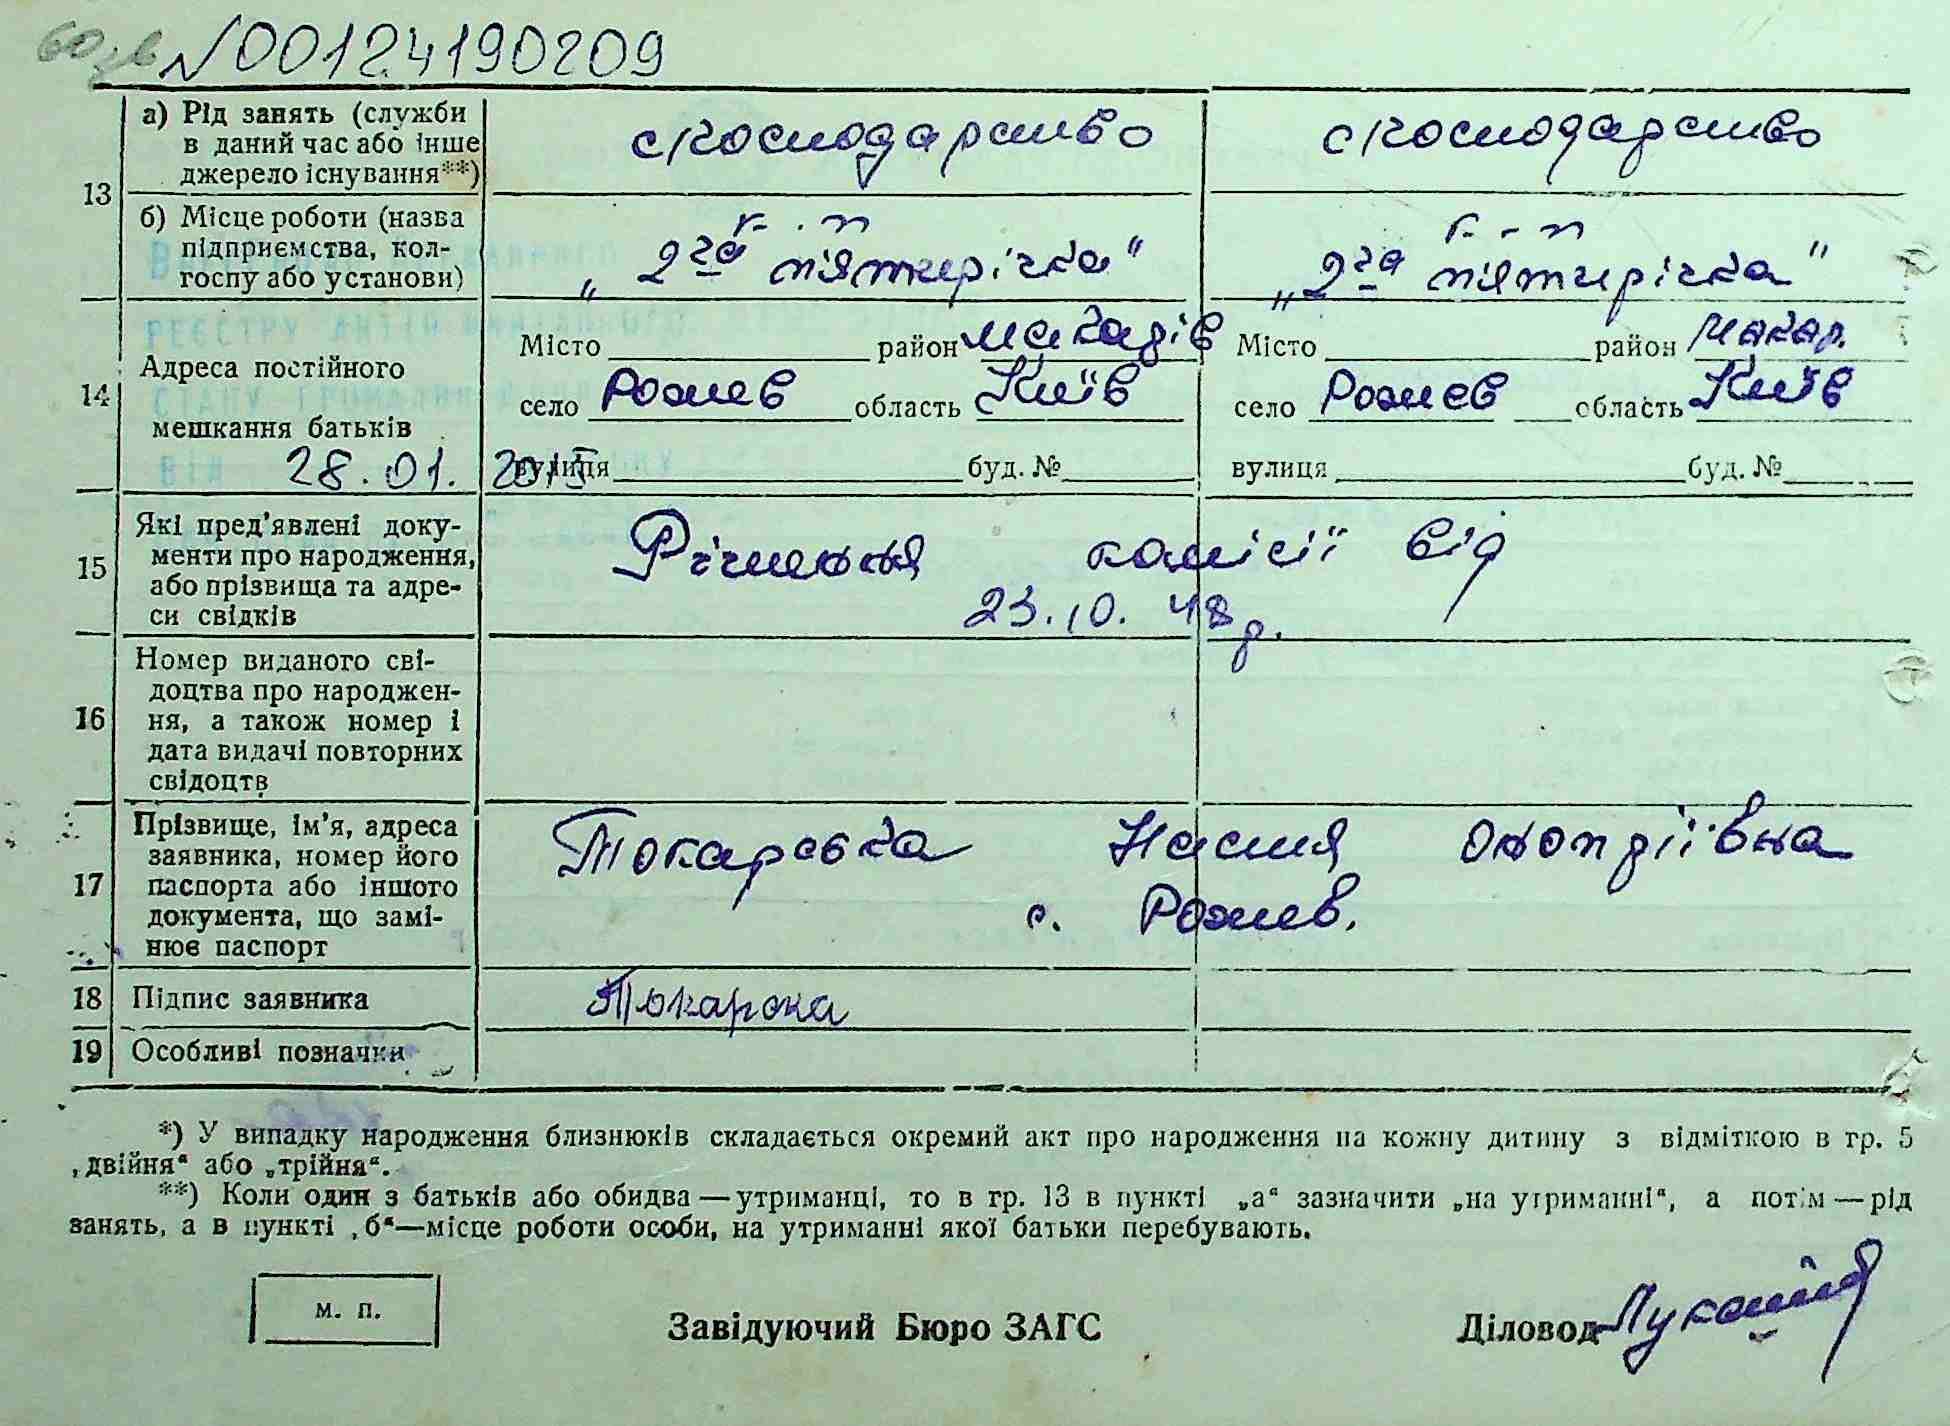 №00124190209
а) Рід занять (служби в даний час або інше джерело існування**)
с господарство
с господарство
13
б) Місце роботи (назва підприємства, колгоспу або установи)
к-п
„2га п'ятирічка"
к-п
„2га п'ятирічка"
14
Адреса постійного мешкання батьків
Місто район Макарів
село Рожев область Київ
вулиця буд. №
Місто район Макар.
село Рожев область Київ
вулиця буд. №
28.01. 2015
15
Які пред'явлені документи про народження, або прізвища та адреси свідків
Рішення комісії від
23.10.48р.
16
Номер виданого свідоцтва про народження, а також номер і дата видачі повторних свідоцтв
17
Прізвище, ім'я, адреса заявника, номер його паспорта або іншого документа, що замінює паспорт
Токарська Настя
с. Рожев.
18 Підпис заявника
Токарска
19 Особливі позначки
*) У випадку народження близнюків складається окремий акт про народження на кожну дитину з відміткою в гр. 5
„двійня“ або „трійня“.
**) Коли один з батьків або обидва — утриманці, то в гр. 13 в пункті „а“ зазначити „на утриманні“, а потім — рід
занять, а в пункті „б“—місце роботи особи, на утриманні якої батьки перебувають.
м. п.
Завідуючий Бюро ЗАГС
Діловод